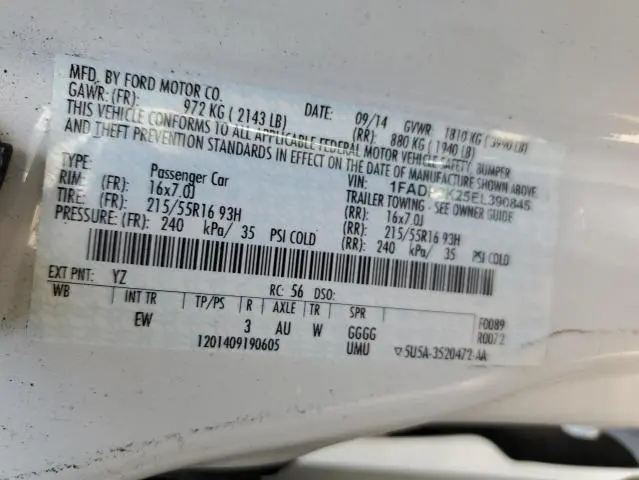 MFD. BY FORD MOTOR CO.
DATE: 09/14 GVWR: 1810 KG (3990 LB)
GAWR: (FR): 972 KG (2143 LB) (RR): 880 KG (1940 LB)
THIS VEHICLE CONFORMS TO ALL APPLICABLE FEDERAL MOTOR VEHICLE SAFETY, BUMPER
AND THEFT PREVENTION STANDARDS IN EFFECT ON THE DATE OF MANUFACTURE SHOWN ABOVE.
VIN:
TYPE: Passenger Car TRAILER TOWING - SEE OWNER GUIDE
RIM: (FR): 16x7.0J (RR): 16x7.0J
TIRE: (FR): 215/55R16 93H (RR): 215/55R16 93H
PRESSURE: (FR): 240 kPa/ 35 PSI COLD (RR): 240 kPa/ 35 PSI COLD
EXT PNT: YZ RC: 56 DSO:
WB INT TR TP/PS R AXLE TR SPR F0089
EW 3 AU W GGGG R0072
1201409190605 UMU ▽5U5A-3520472-AA